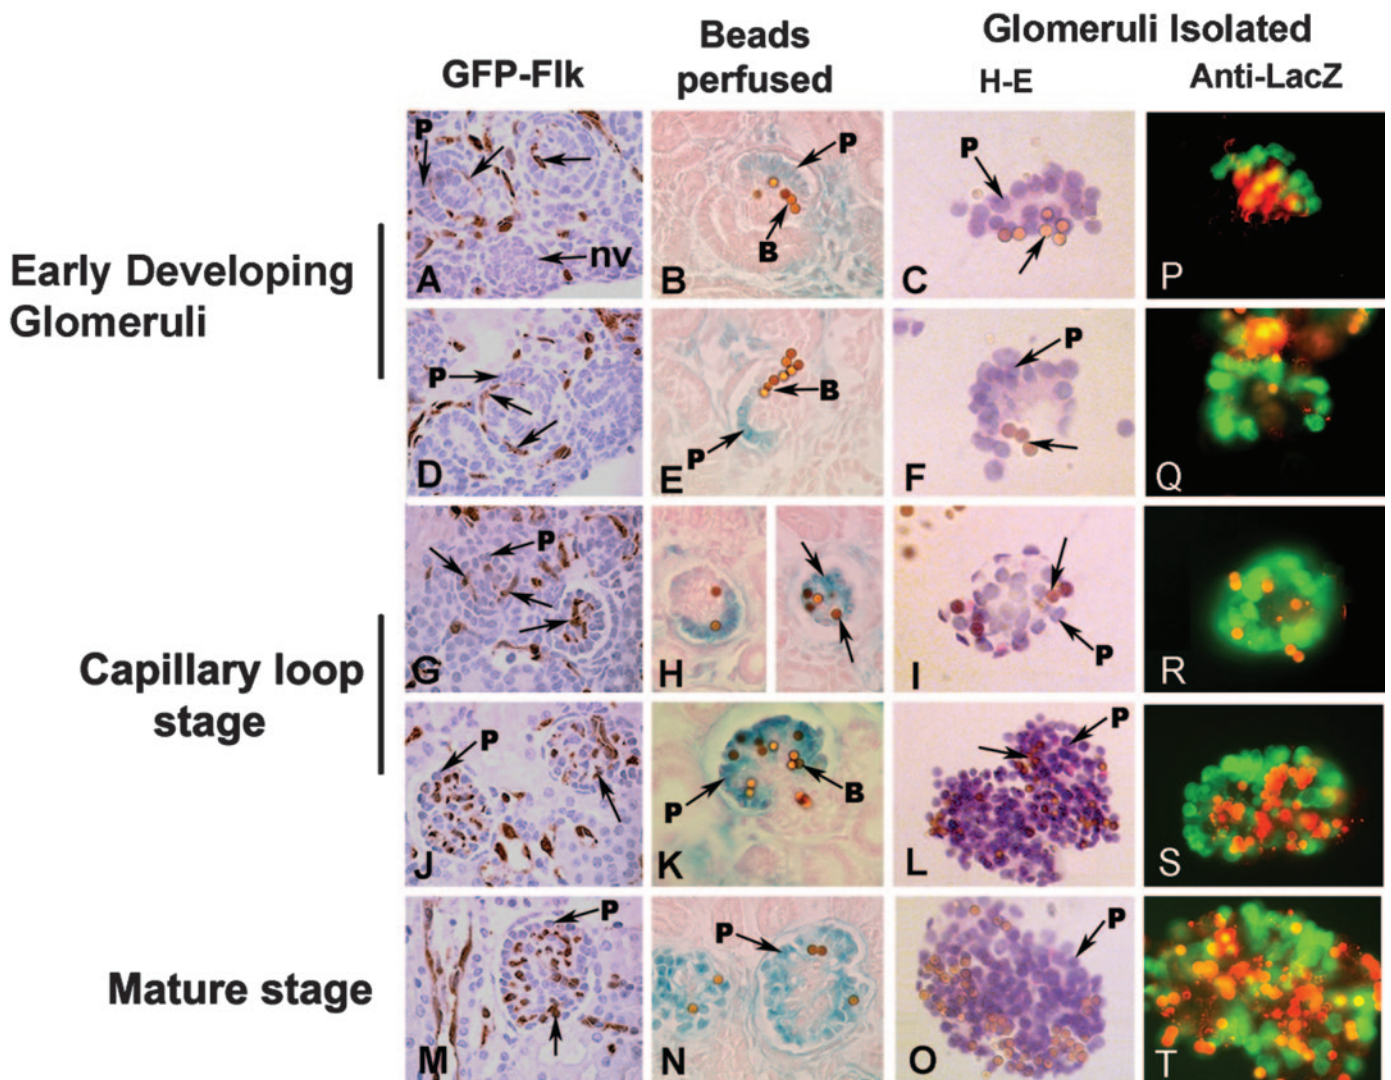 Beads
perfused
Glomeruli Isolated
GFP-Flk
H-E
Anti-LacZ
Early Developing
Glomeruli
P
nv
A
P
B
B
P
C
P
P
D
B
P
E
P
F
Q
Capillary loop
stage
P
G
H
P
I
R
P
J
P
B
K
P
L
S
Mature stage
P
M
P
N
P
O
T